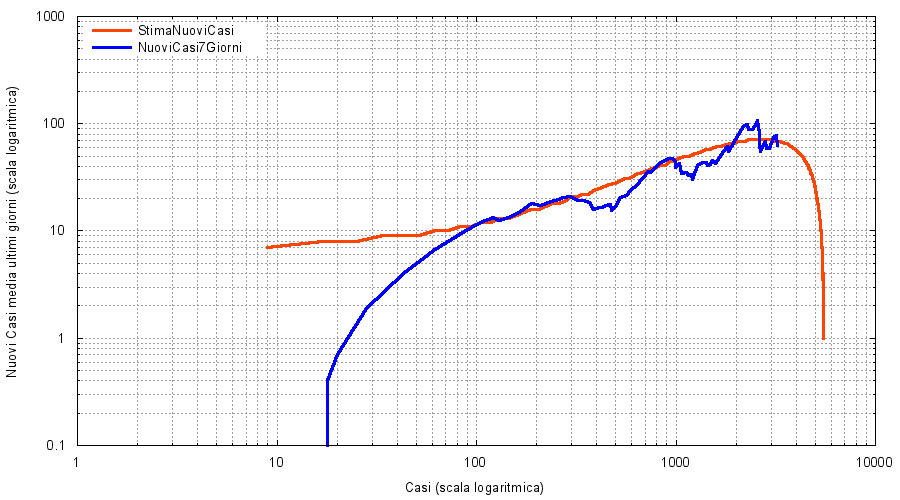 1000
StimaNuoviCasi
NuoviCasi7Giorni
100
10
1
0.1
Nuovi Casi media ultimi giorni (scala logaritmica)
1
10
100
1000
10000
Casi (scala logaritmica)